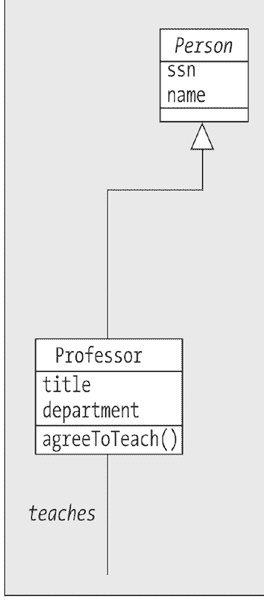 Person
ssn
name
Professor
title
department
agreeToTeach()
teaches